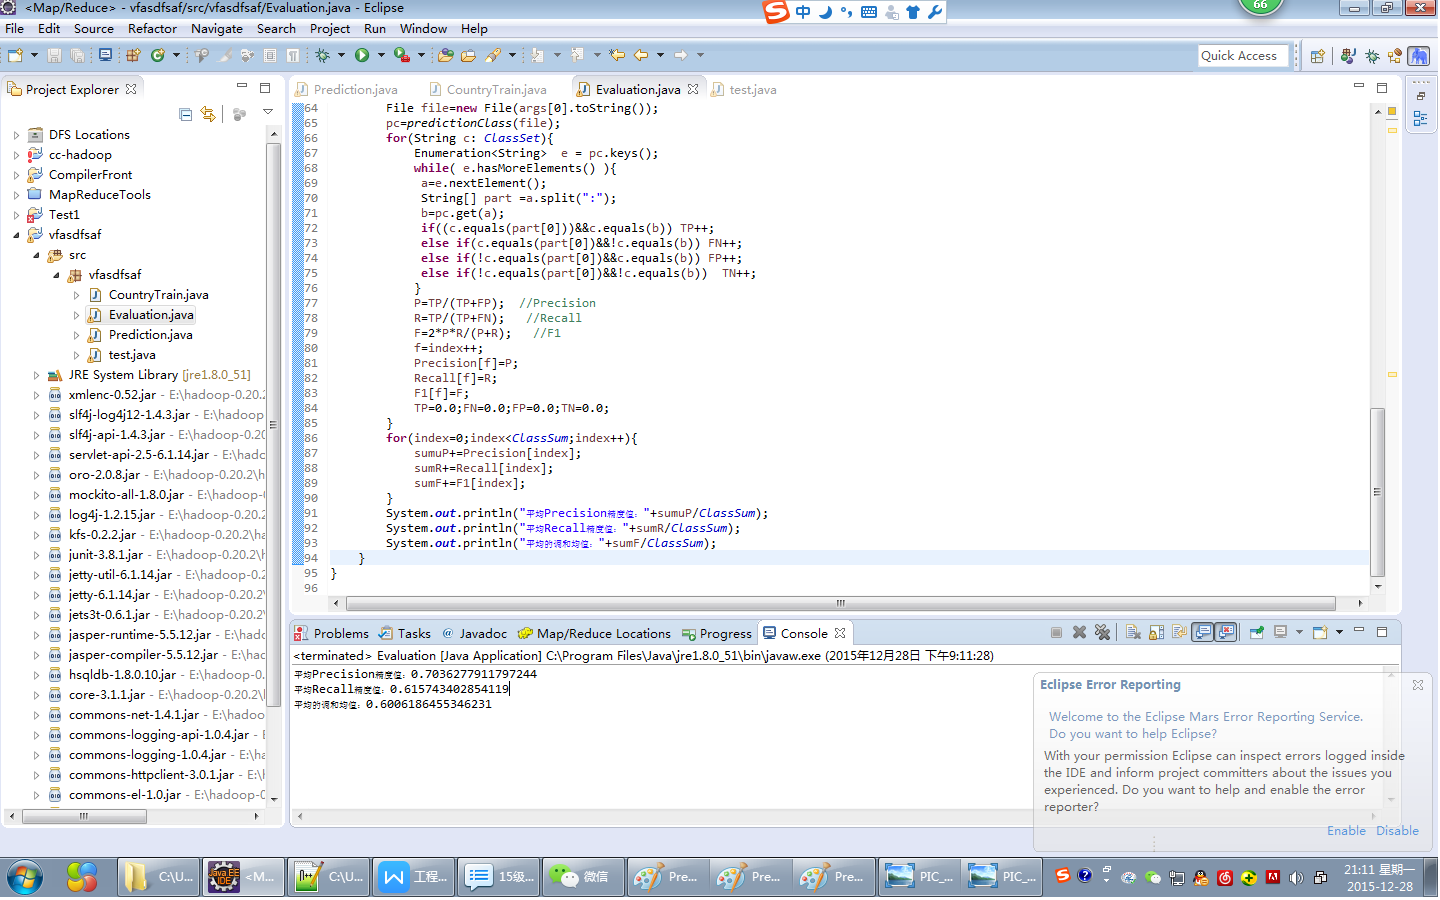 <Map/Reduce> - vfasdfsaf/src/vfasdfsaf/Evaluation.java - Eclipse
中
66
File Edit Source Refactor Navigate Search Project Run Window Help
Quick Access
Project Explorer
Prediction.java CountryTrain.java Evaluation.java test.java
DFS Locations
cc-hadoop
CompilerFront
MapReduceTools
Test1
vfasdfsaf
src
vfasdfsaf
CountryTrain.java
Evaluation.java
Prediction.java
test.java
JRE System Library [jre1.8.0_51]
xmlenc-0.52.jar - E:\hadoop-0.20.2
slf4j-log4j12-1.4.3.jar - E:\hadoop
slf4j-api-1.4.3.jar - E:\hadoop-0.20
servlet-api-2.5-6.1.14.jar - E:\hado
oro-2.0.8.jar - E:\hadoop-0.20.2\h
mockito-all-1.8.0.jar - E:\hadoop-(
log4j-1.2.15.jar - E:\hadoop-0.20.2
kfs-0.2.2.jar - E:\hadoop-0.20.2\h
junit-3.8.1.jar - E:\hadoop-0.20.2\h
jetty-util-6.1.14.jar - E:\hadoop-0.2
jetty-6.1.14.jar - E:\hadoop-0.20.2\
jets3t-0.6.1.jar - E:\hadoop-0.20.2\
jasper-runtime-5.5.12.jar - E:\hado
jasper-compiler-5.5.12.jar - E:\had
hsqldb-1.8.0.10.jar - E:\hadoop-0.
core-3.1.1.jar - E:\hadoop-0.20.2\
commons-net-1.4.1.jar - E:\hadoo
commons-logging-api-1.0.4.jar - E
commons-logging-1.0.4.jar - E:\ha
commons-httpclient-3.0.1.jar - E:\
commons-el-1.0.jar - E:\hadoop-0
64 File file=new File(args[0].toString());
65 pc=predictionClass(file);
66 for(String c: ClassSet){
67 Enumeration<String> e = pc.keys();
68 while( e.hasMoreElements() ){
69 a=e.nextElement();
70 String[] part =a.split(":");
71 b=pc.get(a);
72 if((c.equals(part[0]))&&c.equals(b)) TP++;
73 else if(c.equals(part[0])&&!c.equals(b)) FN++;
74 else if(!c.equals(part[0])&&c.equals(b)) FP++;
75 else if(!c.equals(part[0])&&!c.equals(b)) TN++;
76 }
77 P=TP/(TP+FP); //Precision
78 R=TP/(TP+FN); //Recall
79 F=2*P*R/(P+R); //F1
80 f=index++;
81 Precision[f]=P;
82 Recall[f]=R;
83 F1[f]=F;
84 TP=0.0;FN=0.0;FP=0.0;TN=0.0;
85 }
86 for(index=0;index<ClassSum;index++){
87 sumuP+=Precision[index];
88 sumR+=Recall[index];
89 sumF+=F1[index];
90 }
91 System.out.println("平均Precision精度位: "+sumuP/ClassSum);
92 System.out.println("平均Recall精度位: "+sumR/ClassSum);
93 System.out.println("平均的调和均位: "+sumF/ClassSum);
94 }
95 }
96
Problems Tasks Javadoc Map/Reduce Locations Progress Console
<terminated> Evaluation [Java Application] C:\Program Files\Java\jre1.8.0_51\bin\javaw.exe (2015年12月28日 下午9:11:28)
平均Precision精度位: 0.7036277911797244
平均Recall精度位: 0.615743402854119
平均的调和均位: 0.6006186455346231
Eclipse Error Reporting
Welcome to the Eclipse Mars Error Reporting Service.
Do you want to help Eclipse?
With your permission Eclipse can inspect errors logged inside
the IDE and inform project committers about the issues you
experienced. Do you want to help and enable the error
reporter?
Enable Disable
C:\U... <M... C:\U... 工程... 15级... 微信 Pre... Pre... Pre... PIC_... PIC_...
21:11 星期一
2015-12-28